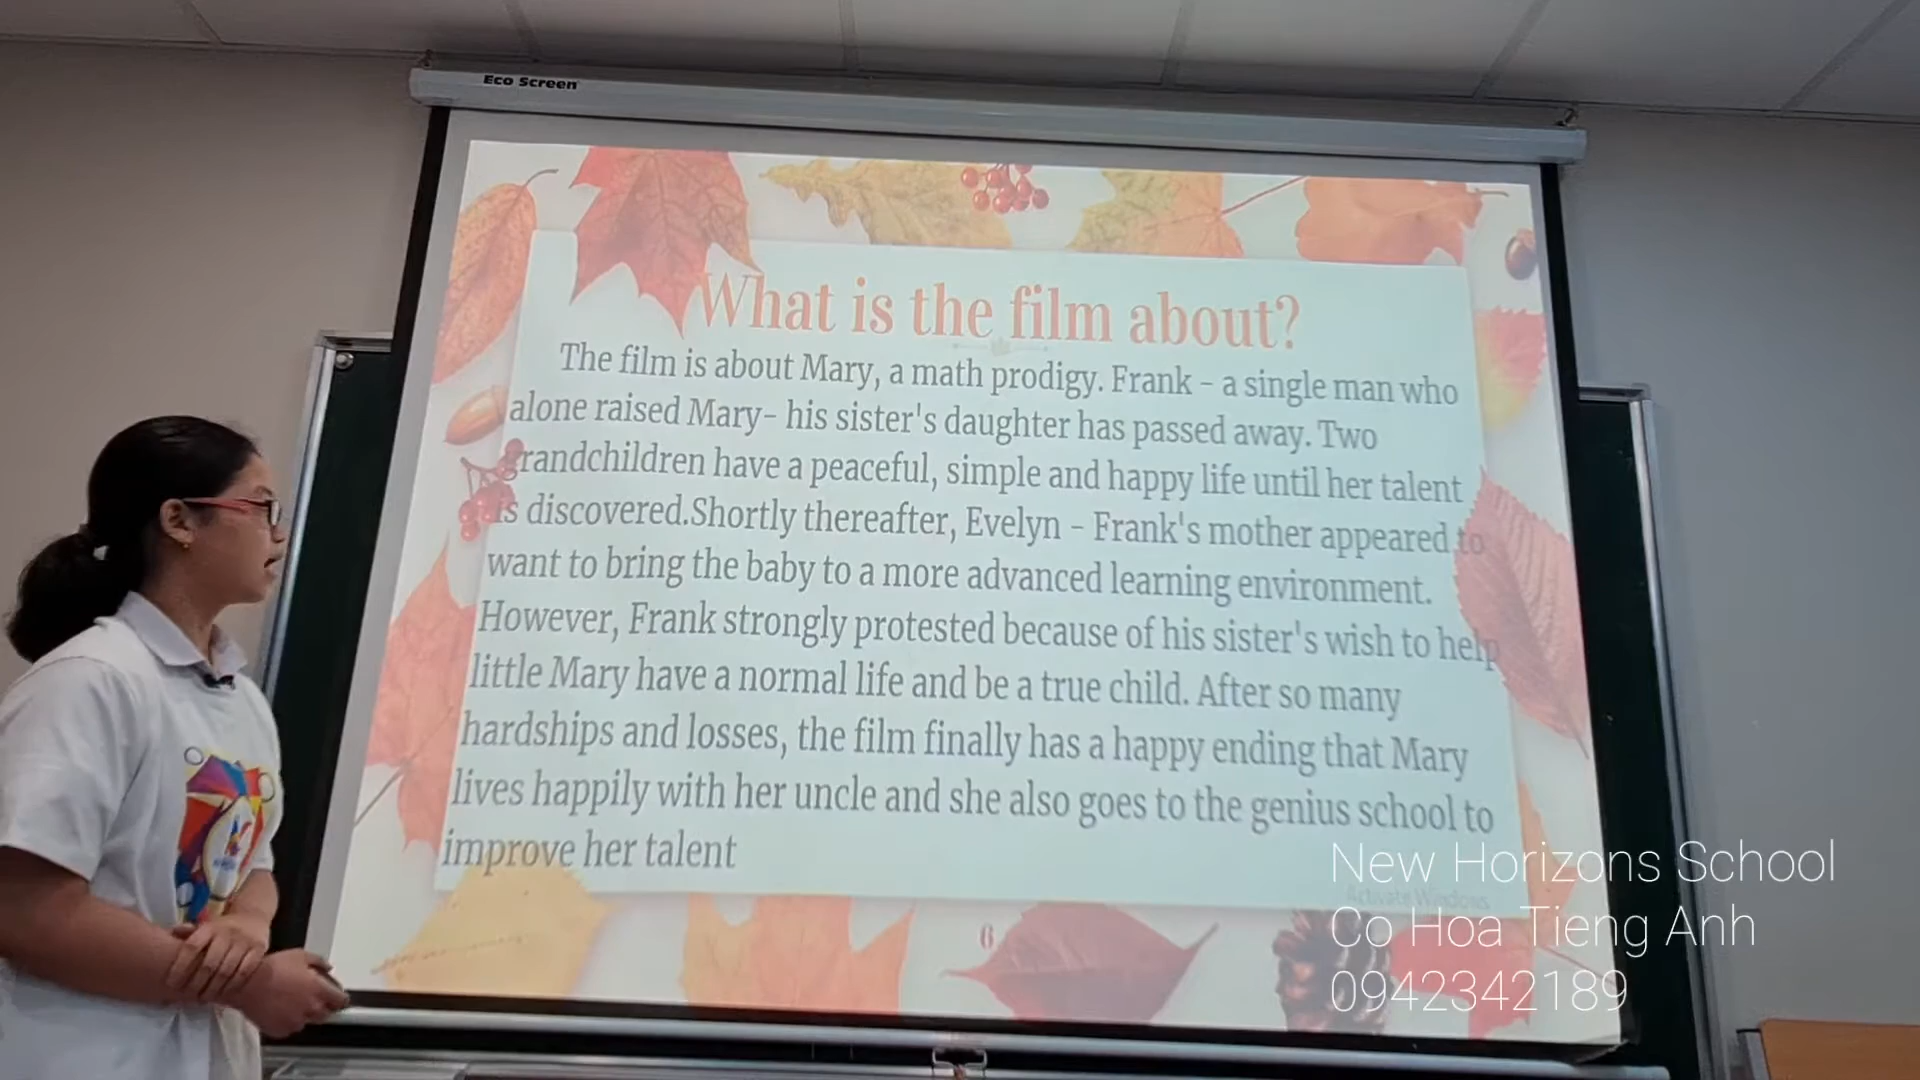 Eco Screen
What is the film about?
The film is about Mary, a math prodigy. Frank - a single man who
alone raised Mary- his sister's daughter has passed away. Two
grandchildren have a peaceful, simple and happy life until her talent
is discovered.Shortly thereafter, Evelyn - Frank's mother appeared to
want to bring the baby to a more advanced learning environment.
However, Frank strongly protested because of his sister's wish to help
little Mary have a normal life and be a true child. After so many
hardships and losses, the film finally has a happy ending that Mary
lives happily with her uncle and she also goes to the genius school to
improve her talent
Activate Windows
6
New Horizons School
Co Hoa Tieng Anh
0942342189